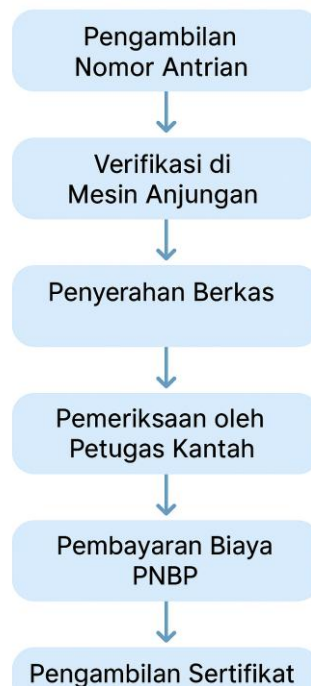 Pengambilan
Nomor Antrian
Verifikasi di
Mesin Anjungan
Penyerahan Berkas
Pemeriksaan oleh
Petugas Kantah
Pembayaran Biaya
PNBP
Pengambilan Sertifikat